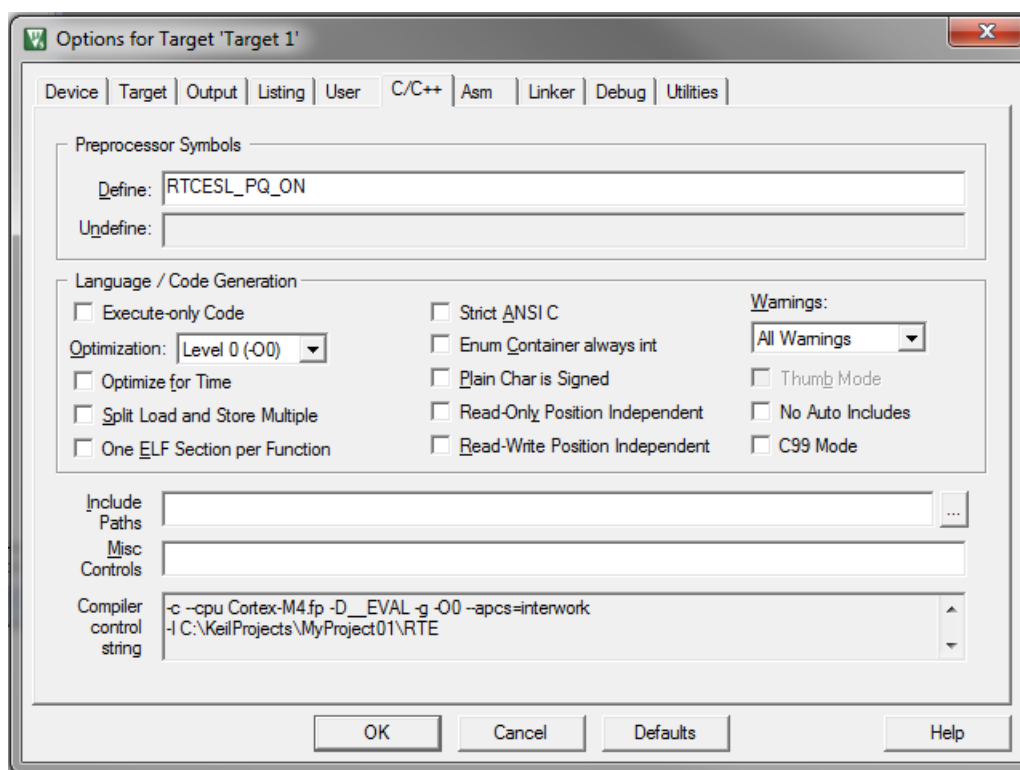 Options for Target 'Target 1'
Device Target Output Listing User C/C++ Asm Linker Debug Utilities
Preprocessor Symbols
Define: RTCESL_PQ_ON
Undefine:
Language / Code Generation
Execute-only Code
Optimization: Level 0 (-O0)
Optimize for Time
Split Load and Store Multiple
One ELF Section per Function
Strict ANSI C
Enum Container always int
Plain Char is Signed
Read-Only Position Independent
Read-Write Position Independent
Warnings:
All Warnings
Thumb Mode
No Auto Includes
C99 Mode
Include
Paths
...
Misc
Controls
Compiler
control
string
-c --cpu Cortex-M4.fp -D__EVAL -g -O0 --apcs=interwork
-I C:\KeilProjects\MyProject01\RTE
OK Cancel Defaults Help